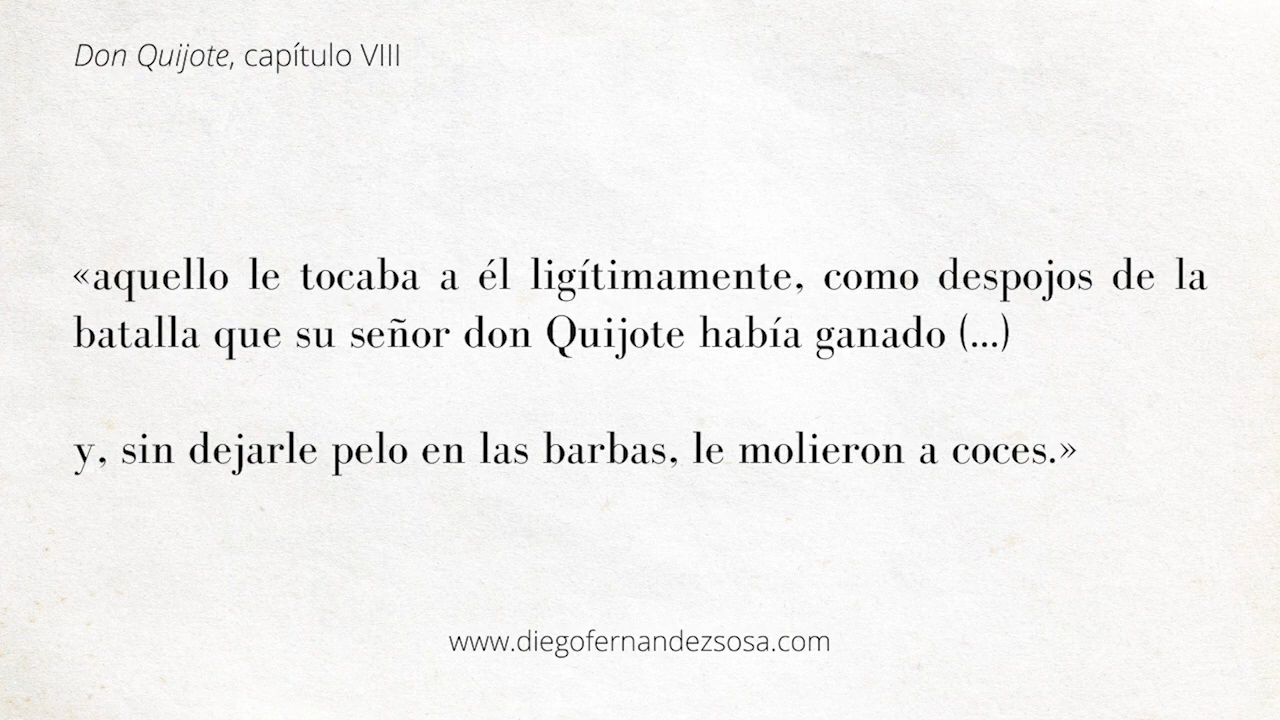 Don Quijote, capítulo VIII
«aquello le tocaba a él ligítimamente, como despojos de la
batalla que su señor don Quijote había ganado (...)
y, sin dejarle pelo en las barbas, le molieron a coces.»
www.diegofernandezsosa.com